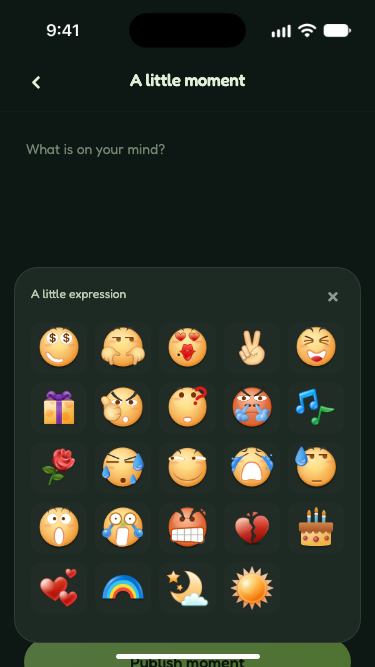 9:41
A little moment
What is on your mind?
A little expression
Publish moment